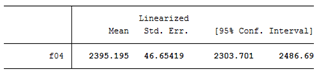 Linearized
Mean Std. Err. [95% Conf. Interval]
f04 2395.195 46.65419 2303.701 2486.69